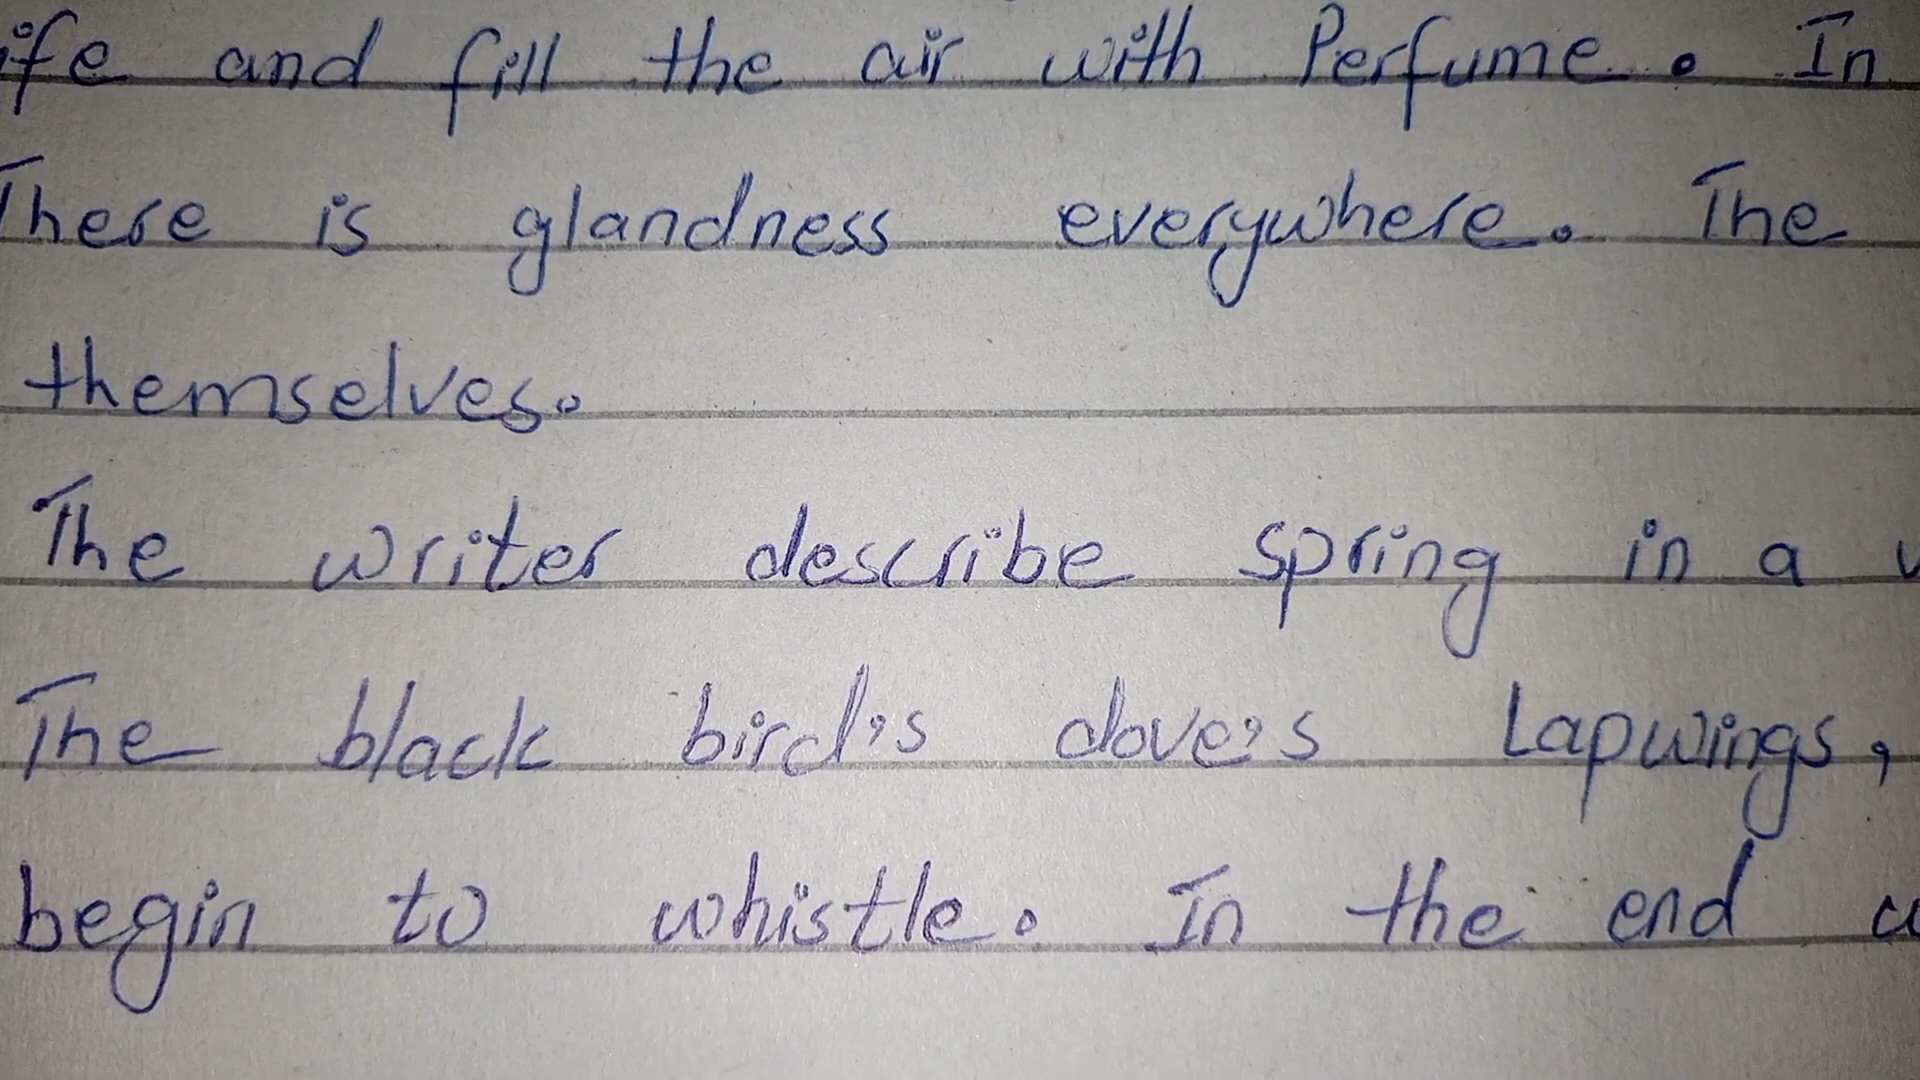 ife and fill the air with Perfume. In
There is glandness everywhere. The
themselves.
The writer describe spring in a
The black bird's dove's Lapwings,
begin to whistle. In the end